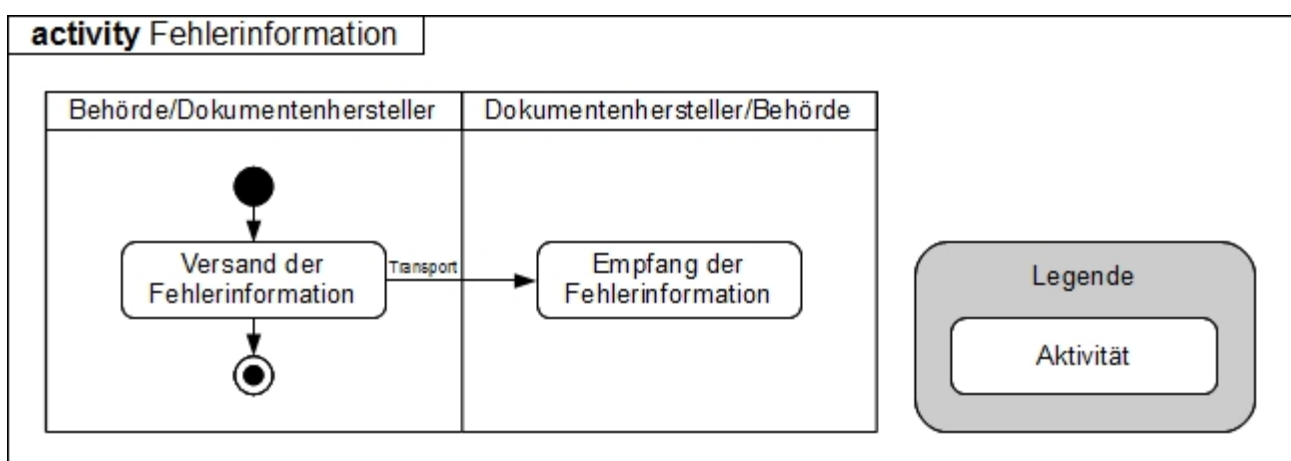 activity Fehlerinformation
Behörde/Dokumentenhersteller
Dokumentenhersteller/Behörde
Versand der
Fehlerinformation
Transport
Empfang der
Fehlerinformation
Legende
Aktivität